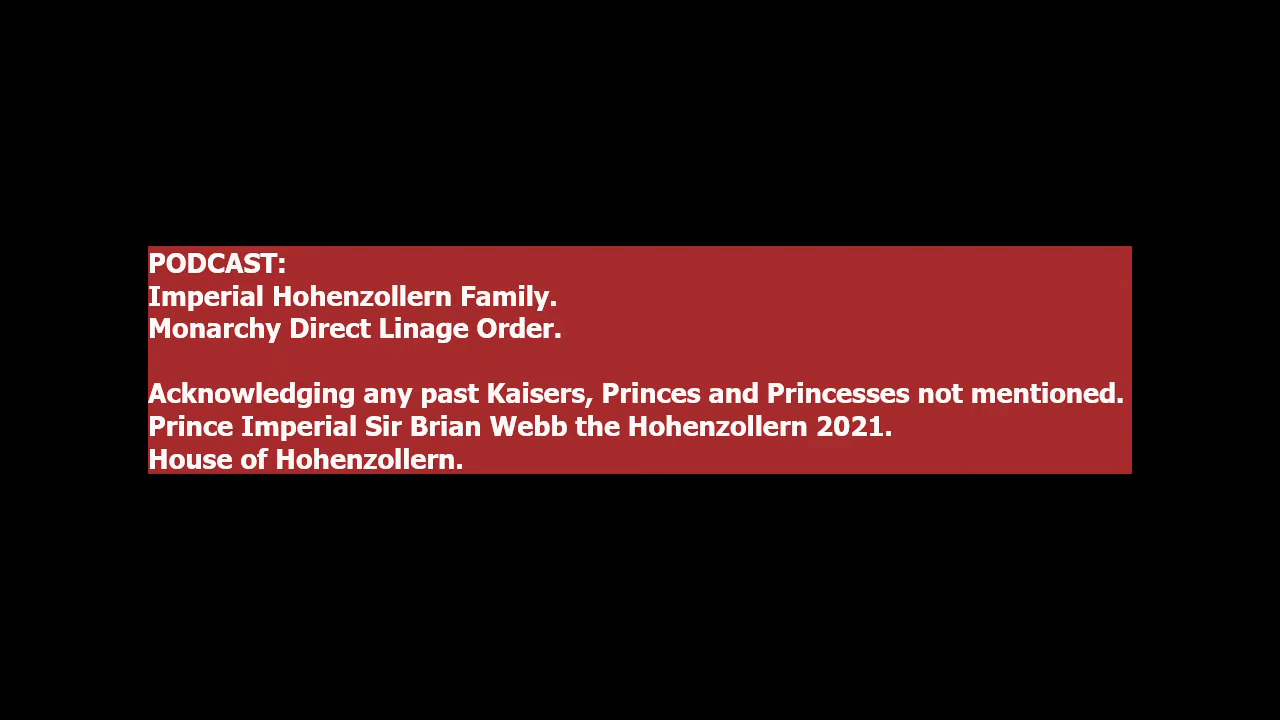 PODCAST:
Imperial Hohenzollern Family.
Monarchy Direct Linage Order.
Acknowledging any past Kaisers, Princes and Princesses not mentioned.
Prince Imperial Sir Brian Webb the Hohenzollern 2021.
House of Hohenzollern.